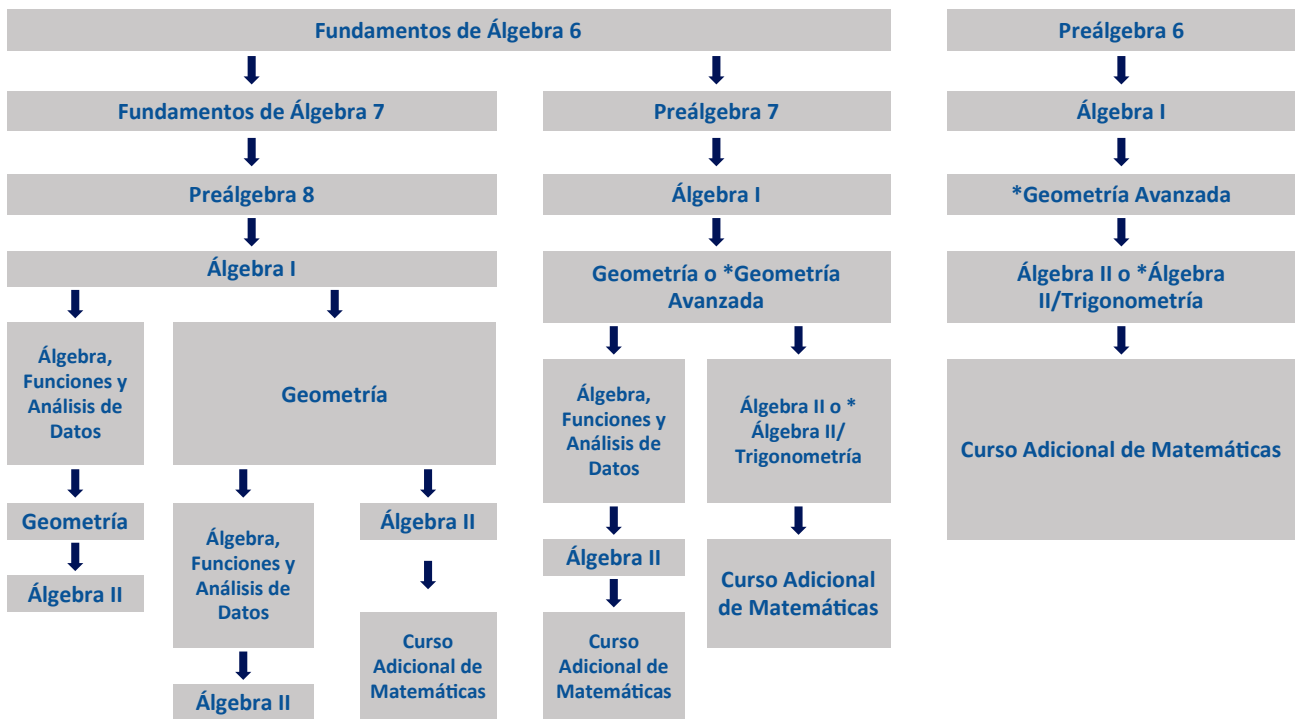 Fundamentos de Álgebra 6
Preálgebra 6
Fundamentos de Álgebra 7
Preálgebra 7
Álgebra I
Preálgebra 8
Álgebra I
*Geometría Avanzada
Álgebra I
Geometría o *Geometría
Avanzada
Álgebra II o *Álgebra
II/Trigonometría
Álgebra,
Funciones y
Análisis de
Datos
Geometría
Álgebra,
Funciones y
Análisis de
Datos
Álgebra II o *
Álgebra II/
Trigonometría
Curso Adicional de Matemáticas
Geometría
Álgebra II
Álgebra,
Funciones y
Análisis de
Datos
Álgebra II
Álgebra II
Curso Adicional
de Matemáticas
Álgebra II
Curso
Adicional de
Matemáticas
Curso
Adicional de
Matemáticas